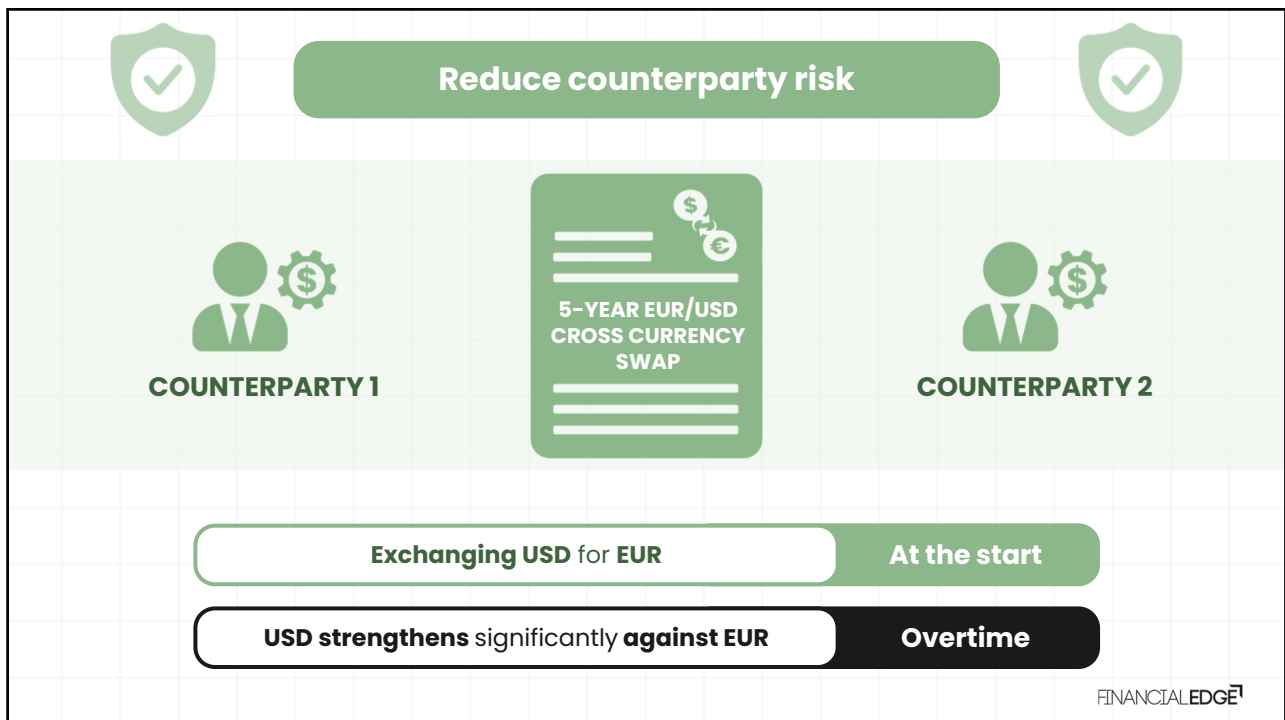 Reduce counterparty risk
$
€
5-YEAR EUR/USD
CROSS CURRENCY
SWAP
$
COUNTERPARTY 1
$
COUNTERPARTY 2
Exchanging USD for EUR
At the start
USD strengthens significantly against EUR
Overtime
FINANCIALEDGE